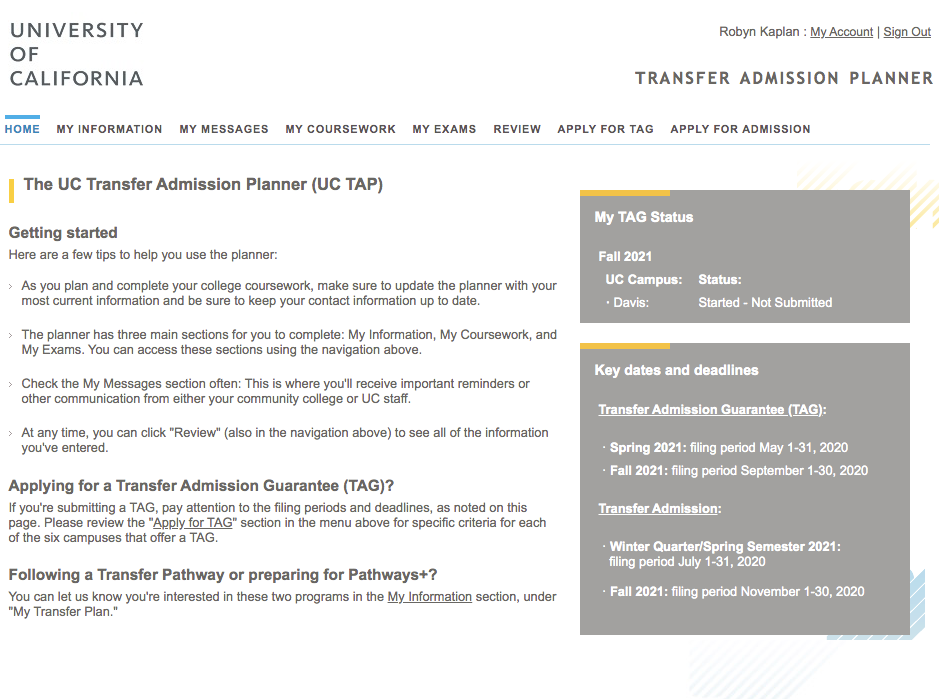 UNIVERSITY
OF
CALIFORNIA
Robyn Kaplan : My Account | Sign Out
TRANSFER ADMISSION PLANNER
HOME MY INFORMATION MY MESSAGES MY COURSEWORK MY EXAMS REVIEW APPLY FOR TAG APPLY FOR ADMISSION
The UC Transfer Admission Planner (UC TAP)
Getting started
Here are a few tips to help you use the planner:
› As you plan and complete your college coursework, make sure to update the planner with your
most current information and be sure to keep your contact information up to date.
› The planner has three main sections for you to complete: My Information, My Coursework, and
My Exams. You can access these sections using the navigation above.
› Check the My Messages section often: This is where you'll receive important reminders or
other communication from either your community college or UC staff.
› At any time, you can click "Review" (also in the navigation above) to see all of the information
you've entered.
Applying for a Transfer Admission Guarantee (TAG)?
If you're submitting a TAG, pay attention to the filing periods and deadlines, as noted on this
page. Please review the "Apply for TAG" section in the menu above for specific criteria for each
of the six campuses that offer a TAG.
Following a Transfer Pathway or preparing for Pathways+?
You can let us know you're interested in these two programs in the My Information section, under
"My Transfer Plan."
My TAG Status
Fall 2021
UC Campus: Status:
· Davis: Started - Not Submitted
Key dates and deadlines
Transfer Admission Guarantee (TAG):
· Spring 2021: filing period May 1-31, 2020
· Fall 2021: filing period September 1-30, 2020
Transfer Admission:
· Winter Quarter/Spring Semester 2021:
filing period July 1-31, 2020
· Fall 2021: filing period November 1-30, 2020